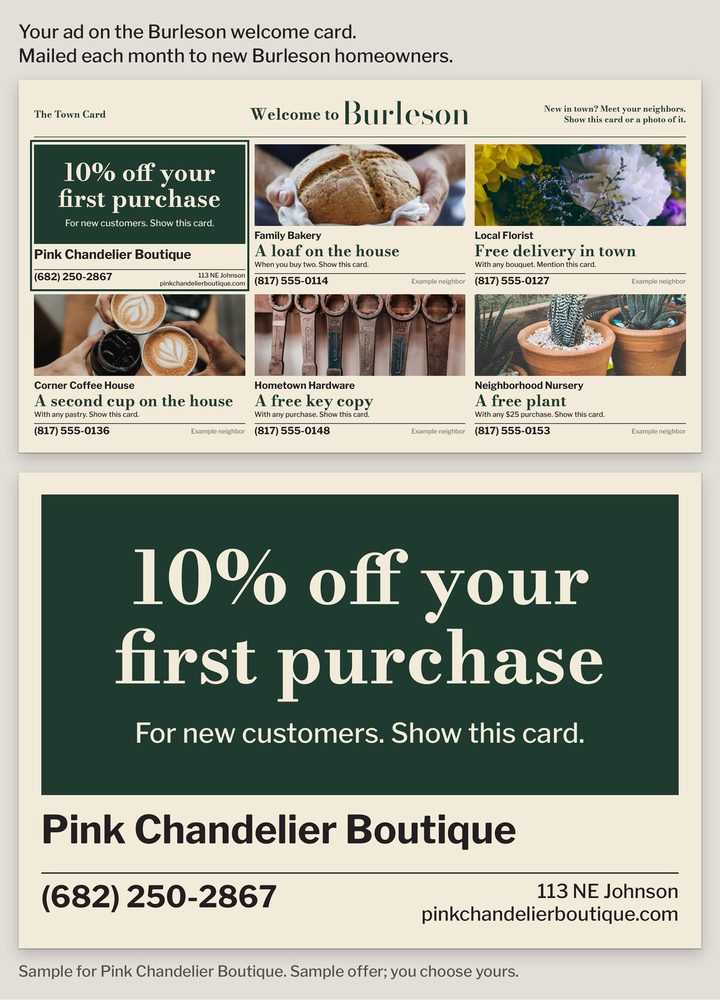 Your ad on the Burleson welcome card.
Mailed each month to new Burleson homeowners.
The Town Card
Welcome to Burleson
New in town? Meet your neighbors.
Show this card or a photo of it.
10% off your
first purchase
For new customers. Show this card.
Pink Chandelier Boutique
(682) 250-2867
113 NE Johnson
pinkchandelierboutique.com
Family Bakery
A loaf on the house
When you buy two. Show this card.
(817) 555-0114
Example neighbor
Local Florist
Free delivery in town
With any bouquet. Mention this card.
(817) 555-0127
Example neighbor
Corner Coffee House
A second cup on the house
With any pastry. Show this card.
(817) 555-0136
Example neighbor
Hometown Hardware
A free key copy
With any purchase. Show this card.
(817) 555-0148
Example neighbor
Neighborhood Nursery
A free plant
With any $25 purchase. Show this card.
(817) 555-0153
Example neighbor
10% off your
first purchase
For new customers. Show this card.
Pink Chandelier Boutique
(682) 250-2867
113 NE Johnson
pinkchandelierboutique.com
Sample for Pink Chandelier Boutique. Sample offer; you choose yours.